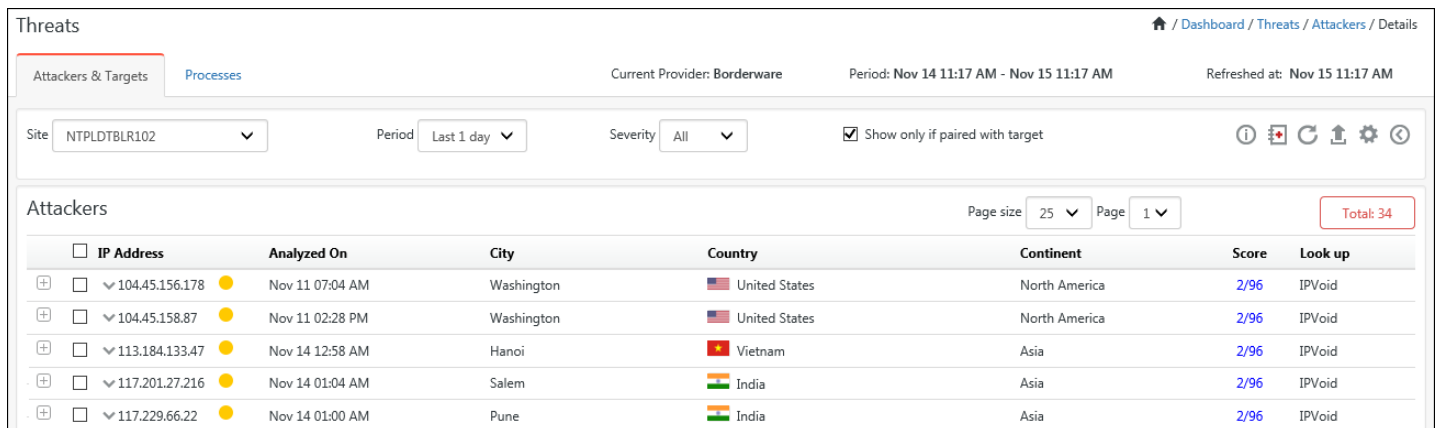 Threats
/ Dashboard / Threats / Attackers / Details
Attackers & Targets Processes Current Provider: Borderware Period: Nov 14 11:17 AM - Nov 15 11:17 AM Refreshed at: Nov 15 11:17 AM
Site NTPLDTBLR102 Period Last 1 day Severity All Show only if paired with target
Attackers Page size 25 Page 1 Total: 34
IP Address Analyzed On City Country Continent Score Look up
104.45.156.178 Nov 11 07:04 AM Washington United States North America 2/96 IPVoid
104.45.158.87 Nov 11 02:28 PM Washington United States North America 2/96 IPVoid
113.184.133.47 Nov 14 12:58 AM Hanoi Vietnam Asia 2/96 IPVoid
117.201.27.216 Nov 14 01:04 AM Salem India Asia 2/96 IPVoid
117.229.66.22 Nov 14 01:00 AM Pune India Asia 2/96 IPVoid